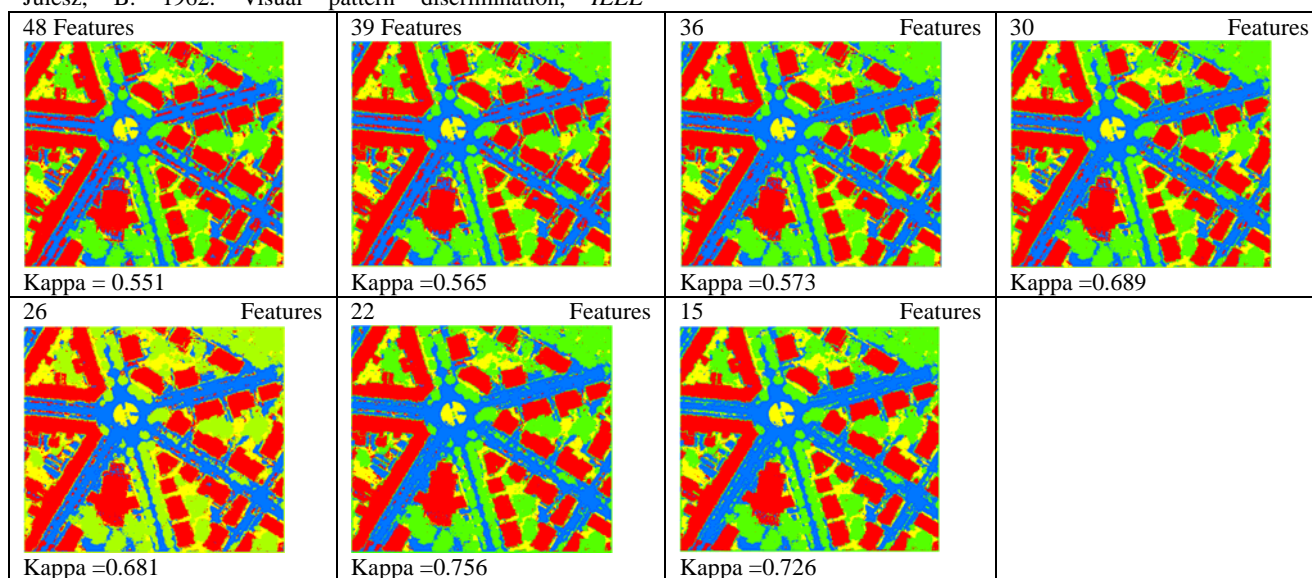 Julesz, B. 1962. Visual pattern discrimination, IEEE
48 Features
39 Features
36 Features
30 Features
Kappa = 0.551
Kappa =0.565
Kappa =0.573
Kappa =0.689
26 Features
22 Features
15 Features
Kappa =0.681
Kappa =0.756
Kappa =0.726